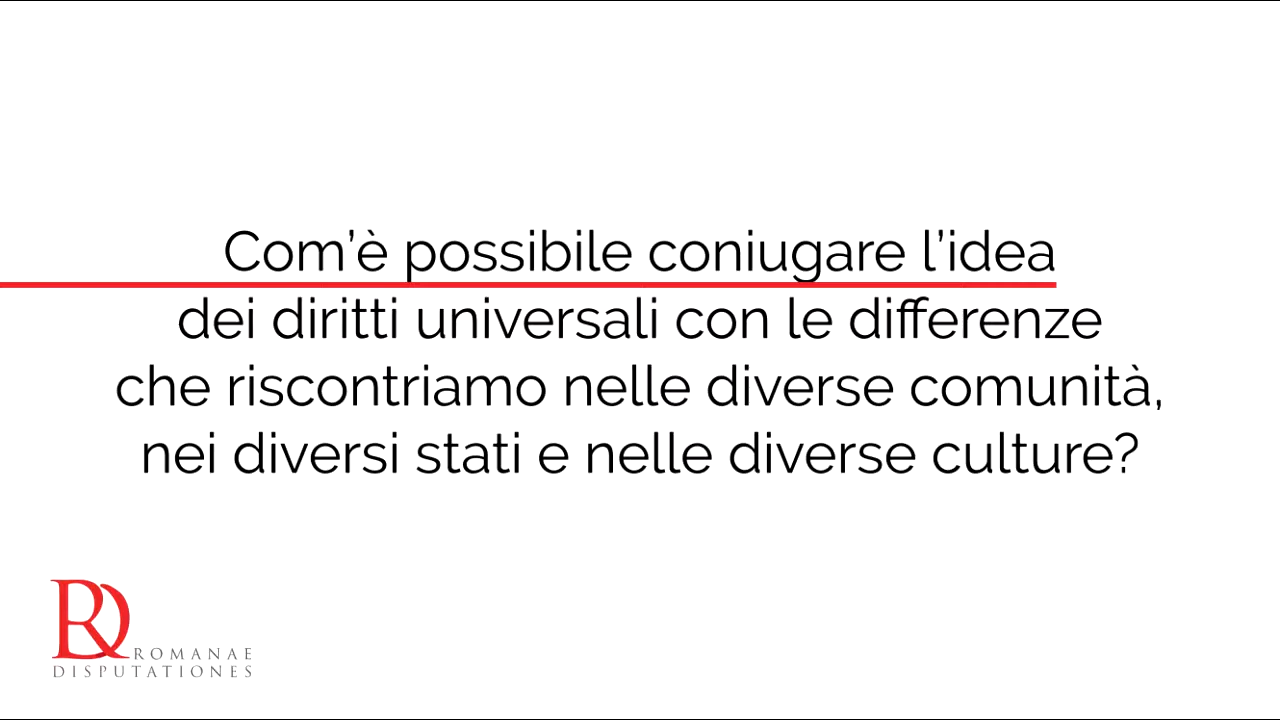 Com’è possibile coniugare l’idea
dei diritti universali con le differenze
che riscontriamo nelle diverse comunità,
nei diversi stati e nelle diverse culture?
RD ROMANAE
DISPUTATIONES